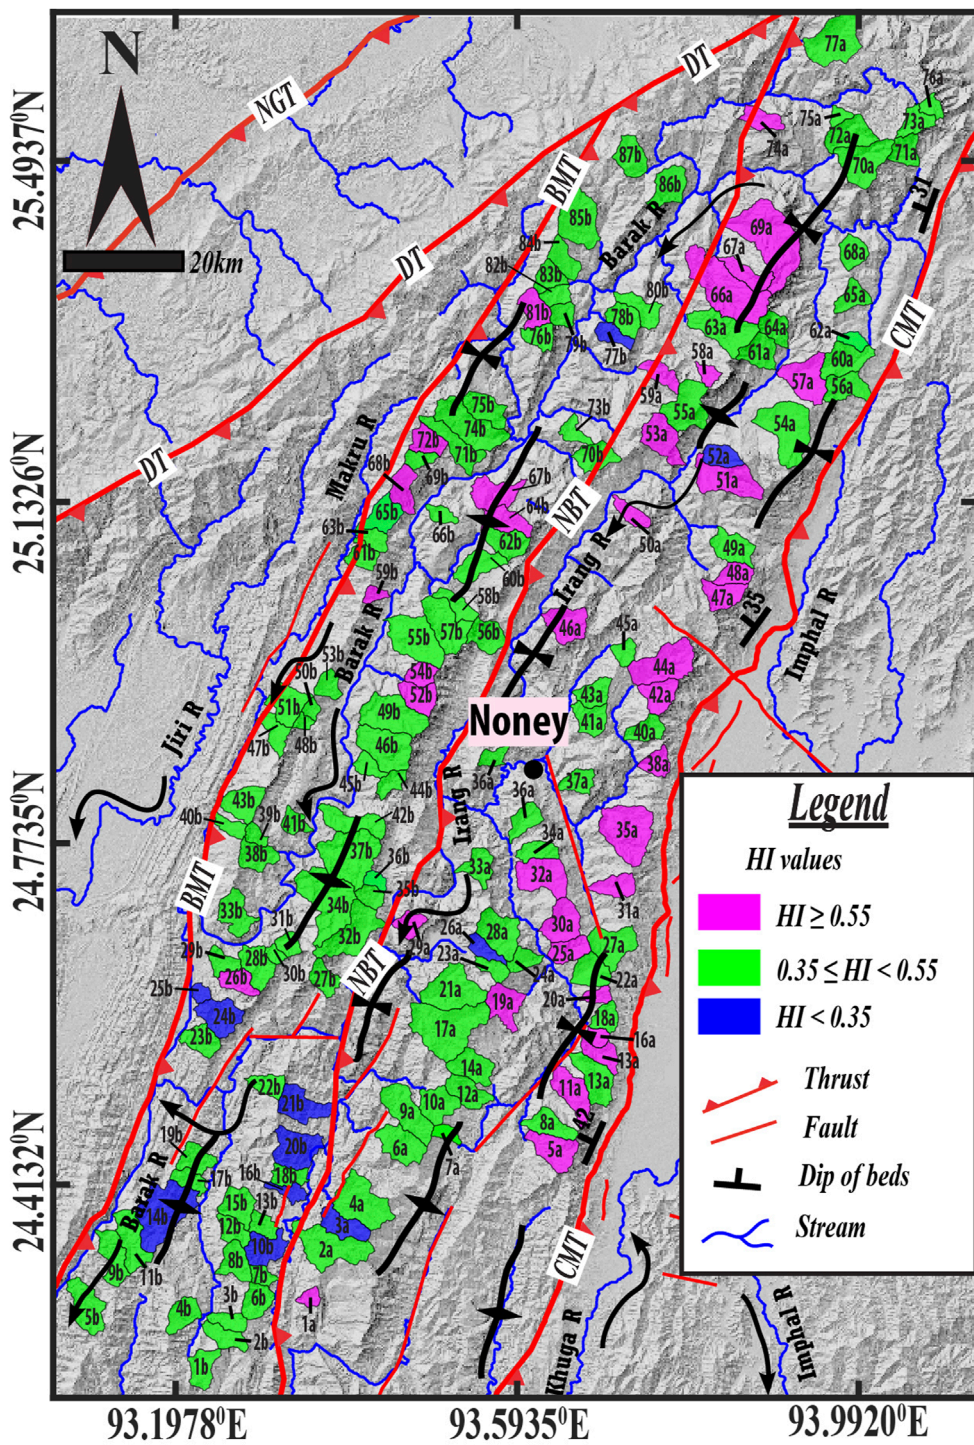 N
77a
DT
76a
NGT
75a
73a
72a
74a
71a
25.4937⁰N
87b
70a
BMT
86b
37
85b
69a
84b
Barak R
67a
68a
DT
20km
82b
83b
80b
66a
65a
81b
78b
63a
64a
62a
CMT
76b
79b
77b
58a
61a
60a
59a
57a
56a
75b
73b
55a
54a
72b
74b
53a
Makru R
68b
71b
70b
52a
DT
69b
67b
51a
25.1326⁰N
65b
64b
NBT
63b
66b
62b
50a
49a
61b
60b
Irang R
48a
59b
58b
47a
35
Barak R
55b
57b
56b
46a
45a
Imphal R
53b
54b
44a
50b
52b
42a
51b
49b
43a
Noney
41a
40a
Jiri R
47b
48b
46b
38a
45b
44b
36a
37a
Irang R
36a
43b
39b
42b
40b
41b
34a
35a
24.7735⁰N
38b
37b
36b
33a
32a
BMT
35b
31a
33b
34b
30a
31b
32b
29a
26a
28a
27a
29b
28b
25a
26b
30b
27b
NBT
23a
24a
22a
25b
21a
20a
19a
24b
17a
18a
16a
23b
13a
14a
22b
11a
13a
21b
10a
12a
9a
8a
42
19b
20b
6a
7a
5a
24.4132⁰N
Barak R
17b
16b
18b
14b
15b
13b
4a
12b
3a
9b
11b
8b
10b
2a
CMT
7b
5b
4b
3b
6b
1a
2b
1b
Khuga R
Imphal R
Legend
HI values
HI ≥ 0.55
0.35 ≤ HI < 0.55
HI < 0.35
Thrust
Fault
Dip of beds
Stream
93.1978⁰E
93.5935⁰E
93.9920⁰E